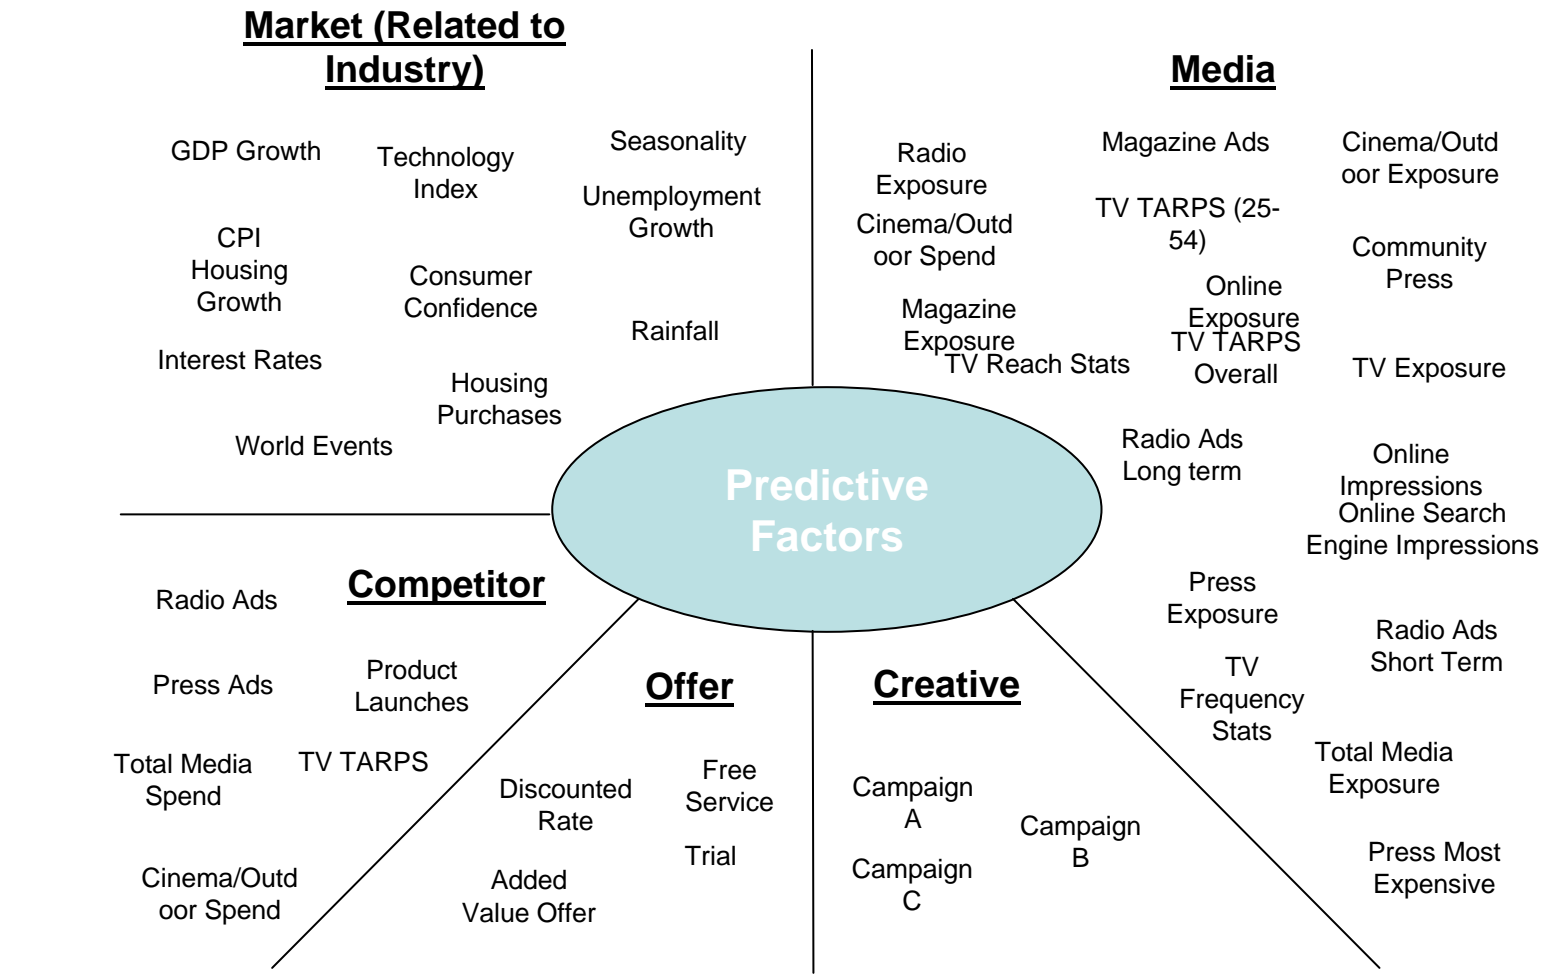 Market (Related to
Industry)
GDP Growth
Technology
Index
Seasonality
Unemployment
Growth
CPI
Housing
Growth
Consumer
Confidence
Rainfall
Interest Rates
Housing
Purchases
World Events
Media
Radio
Exposure
Magazine Ads
Cinema/Outd
oor Exposure
Cinema/Outd
oor Spend
TV TARPS (25-
54)
Community
Press
Magazine
Exposure
Online
Exposure
TV Reach Stats
TV TARPS
Overall
TV Exposure
Radio Ads
Long term
Online
Impressions
Online Search
Engine Impressions
Press
Exposure
Radio Ads
Short Term
TV
Frequency
Stats
Total Media
Exposure
Press Most
Expensive
Predictive
Factors
Competitor
Radio Ads
Press Ads
Product
Launches
Total Media
Spend
TV TARPS
Cinema/Outd
oor Spend
Offer
Discounted
Rate
Free
Service
Trial
Added
Value Offer
Creative
Campaign
A
Campaign
B
Campaign
C